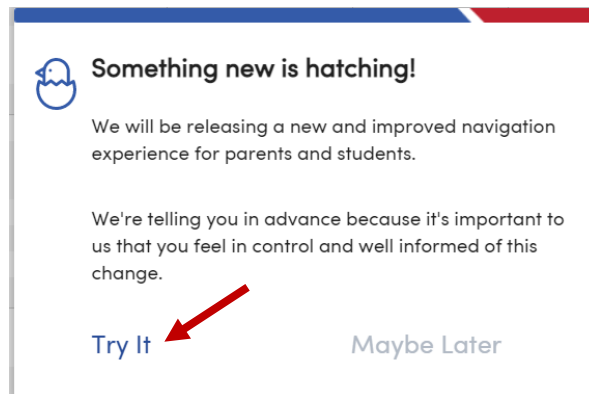 Something new is hatching!
We will be releasing a new and improved navigation
experience for parents and students.
We're telling you in advance because it's important to
us that you feel in control and well informed of this
change.
Try It Maybe Later